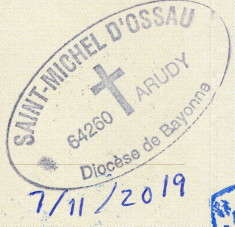 SAINT-MICHEL D'OSSAU
64260 ARUDY
Diocèse de Bayonne
7/11/2019